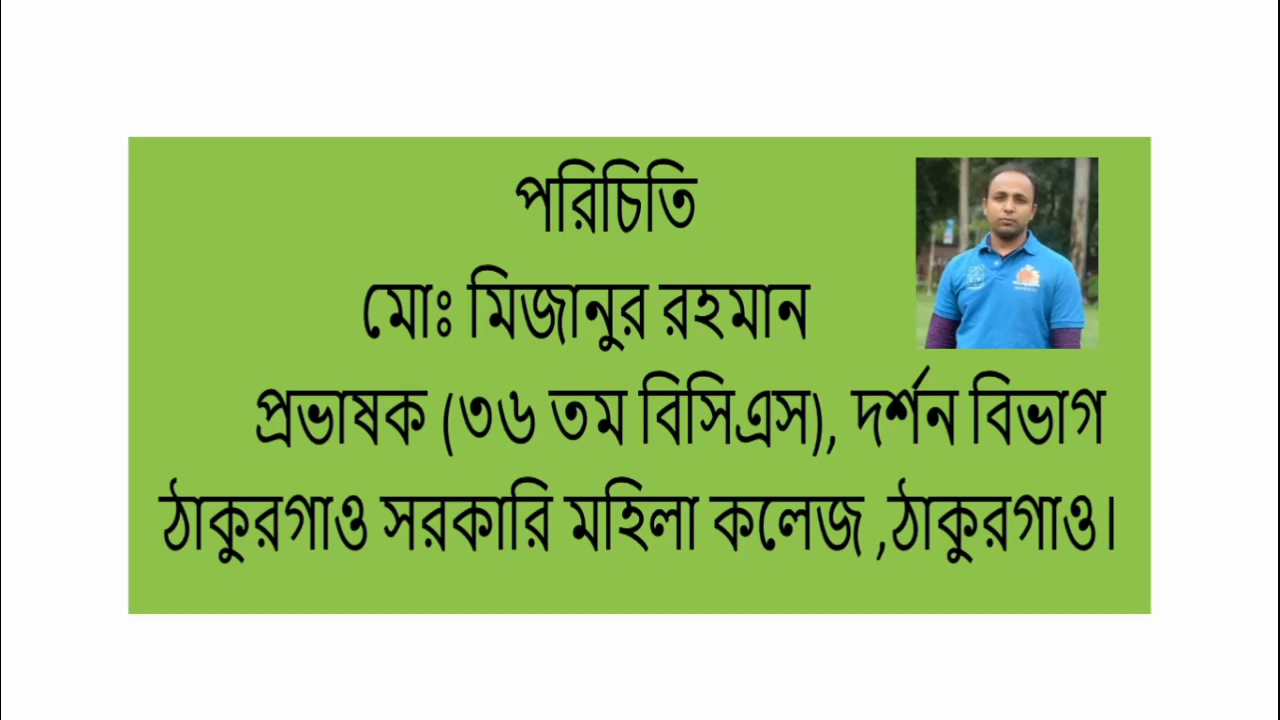 পরিচিতি
মোঃ মিজানুর রহমান
প্রভাষক (৩৬ তম বিসিএস), দর্শন বিভাগ
ঠাকুরগাও সরকারি মহিলা কলেজ ,ঠাকুরগাও।